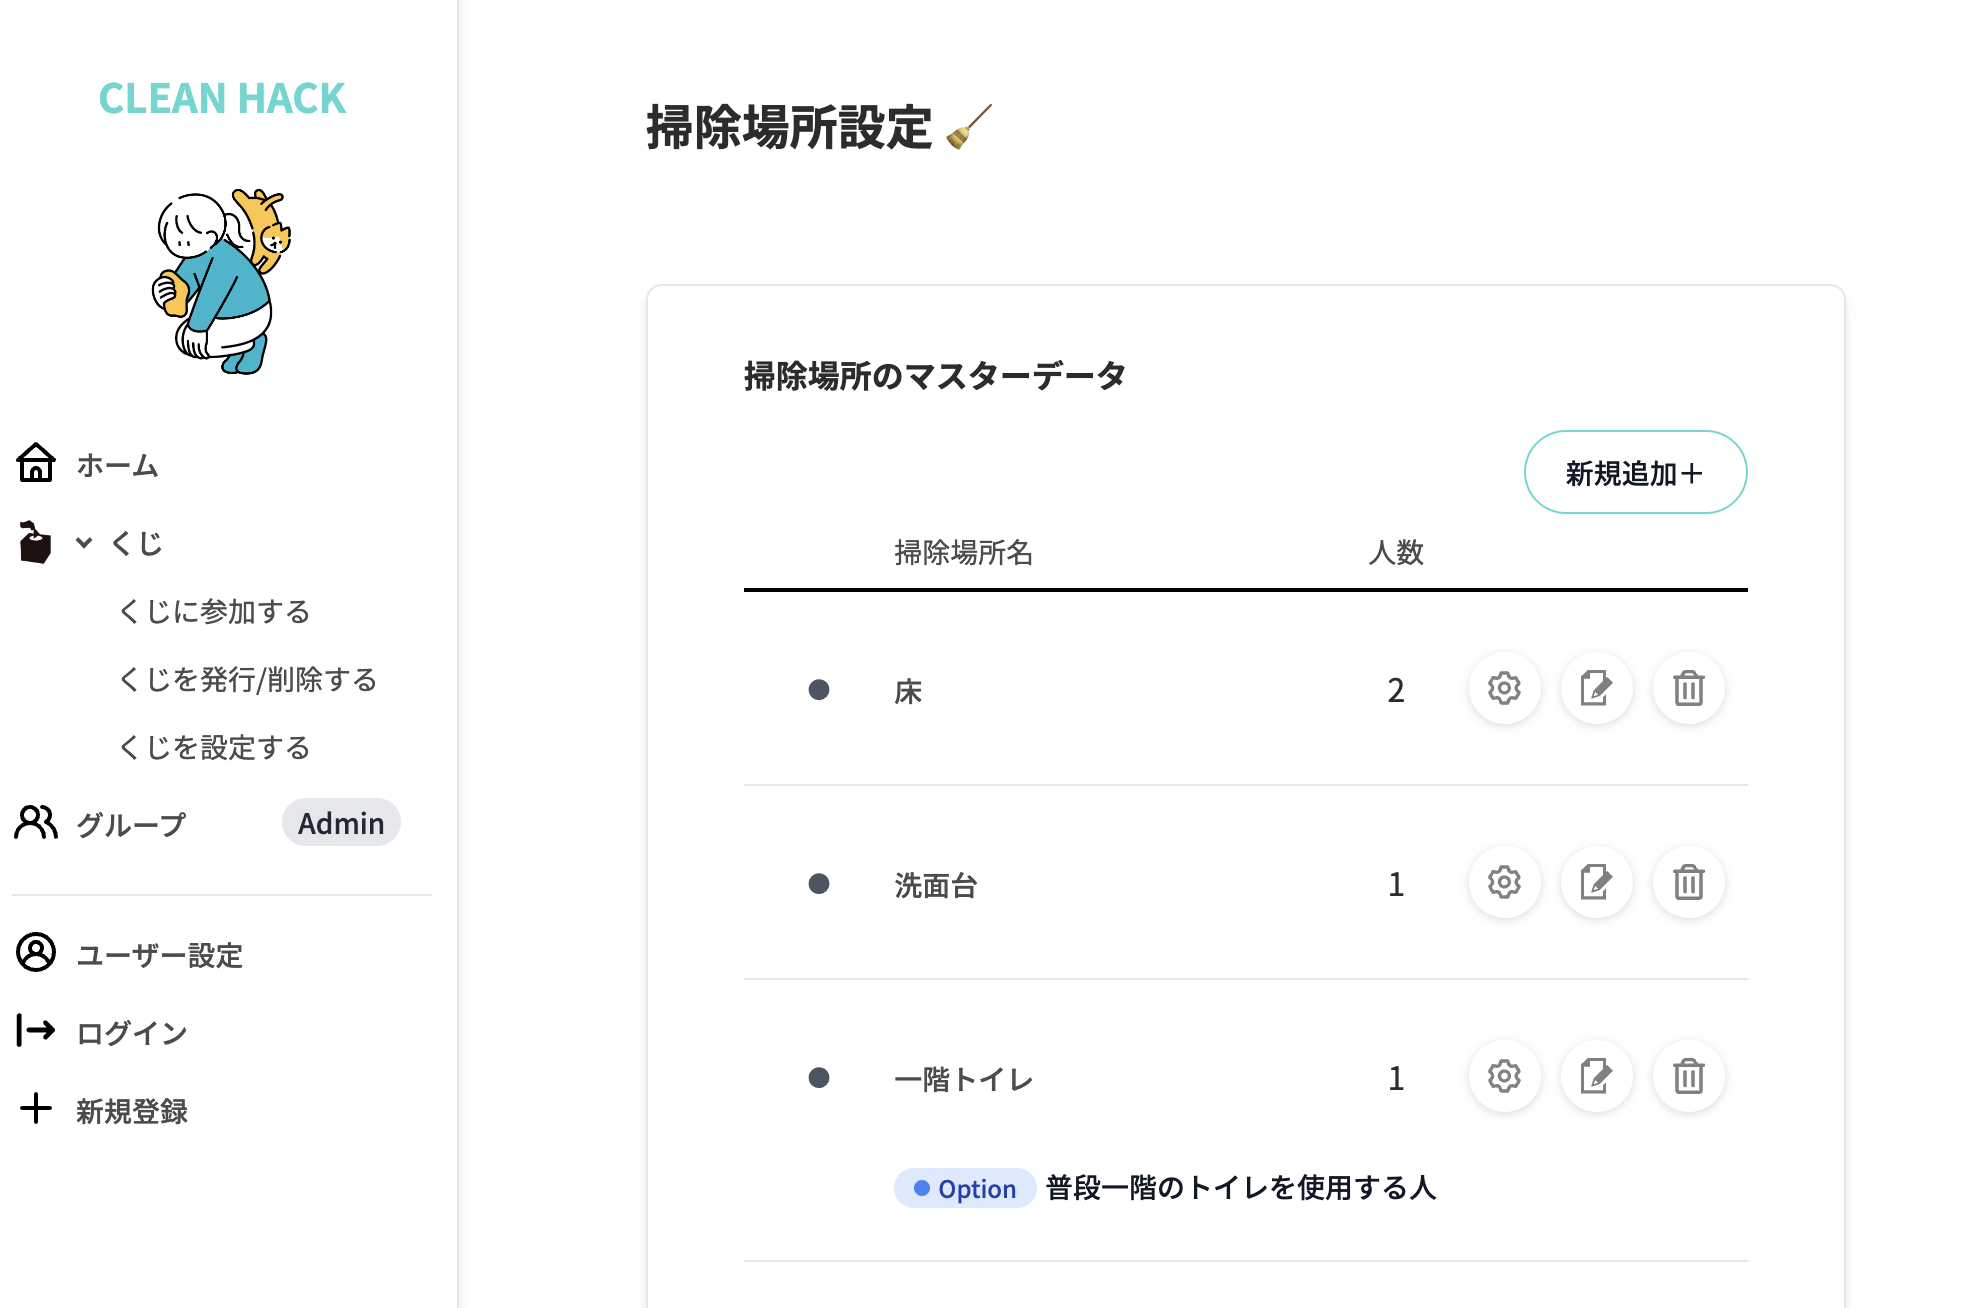 CLEAN HACK
ホーム
くじ
くじに参加する
くじを発行/削除する
くじを設定する
グループ Admin
ユーザー設定
ログイン
新規登録
掃除場所設定
掃除場所のマスターデータ
新規追加＋
掃除場所名 人数
床 2
洗面台 1
一階トイレ 1
Option 普段一階のトイレを使用する人